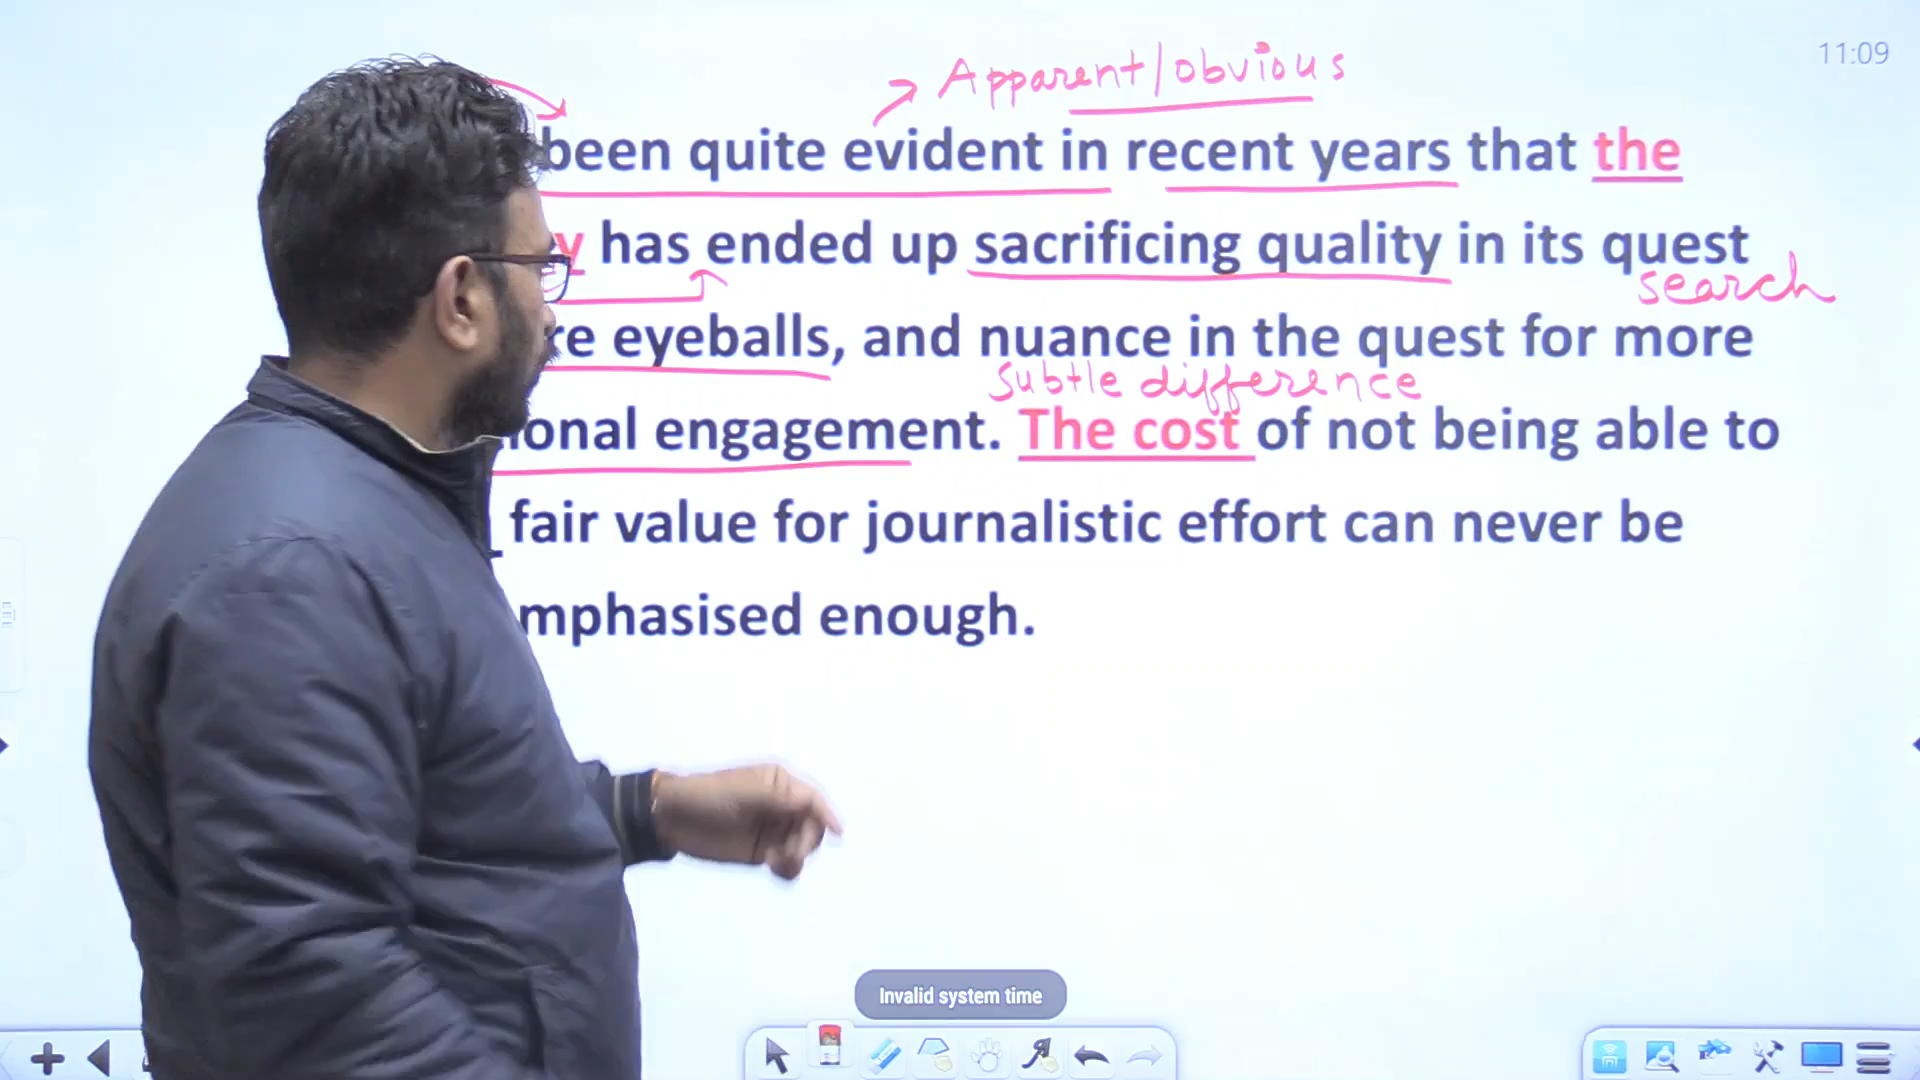 11:09
Apparent/obvious
been quite evident in recent years that the
y has ended up sacrificing quality in its quest
search
re eyeballs, and nuance in the quest for more
subtle difference
ional engagement. The cost of not being able to
fair value for journalistic effort can never be
mphasised enough.
Invalid system time